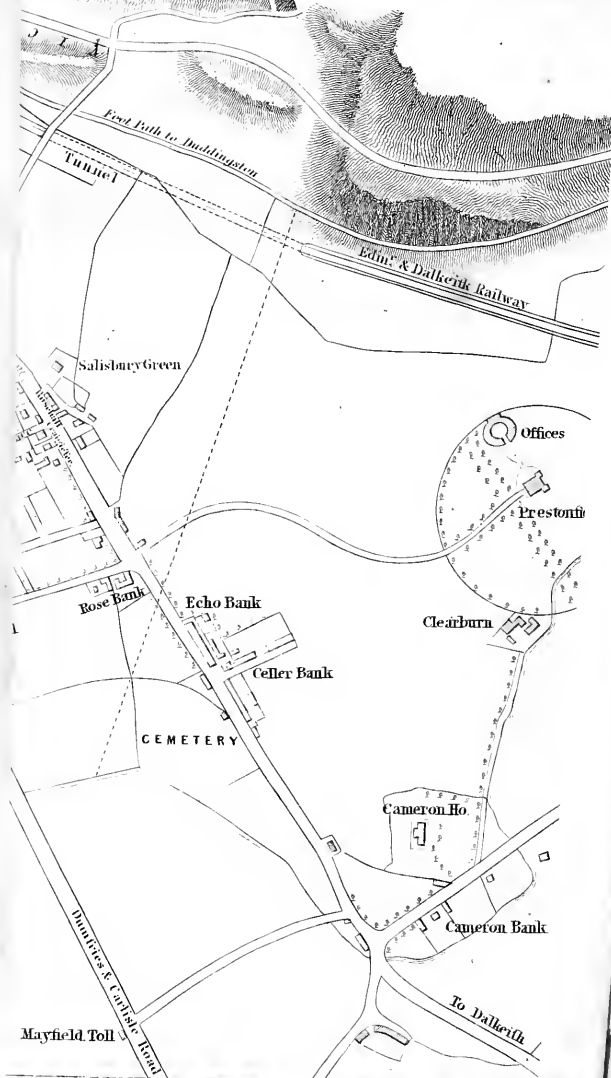 Foot Path to Duddingston
Tunnel
Edinr. & Dalkeith Railway
Salisbury Green
Offices
Prestonfi
Rose Bank
Echo Bank
Clearburn
Celler Bank
CEMETERY
Cameron Ho.
Cameron Bank
Dumfries & Carlisle Road
To Dalkeith
Mayfield Toll